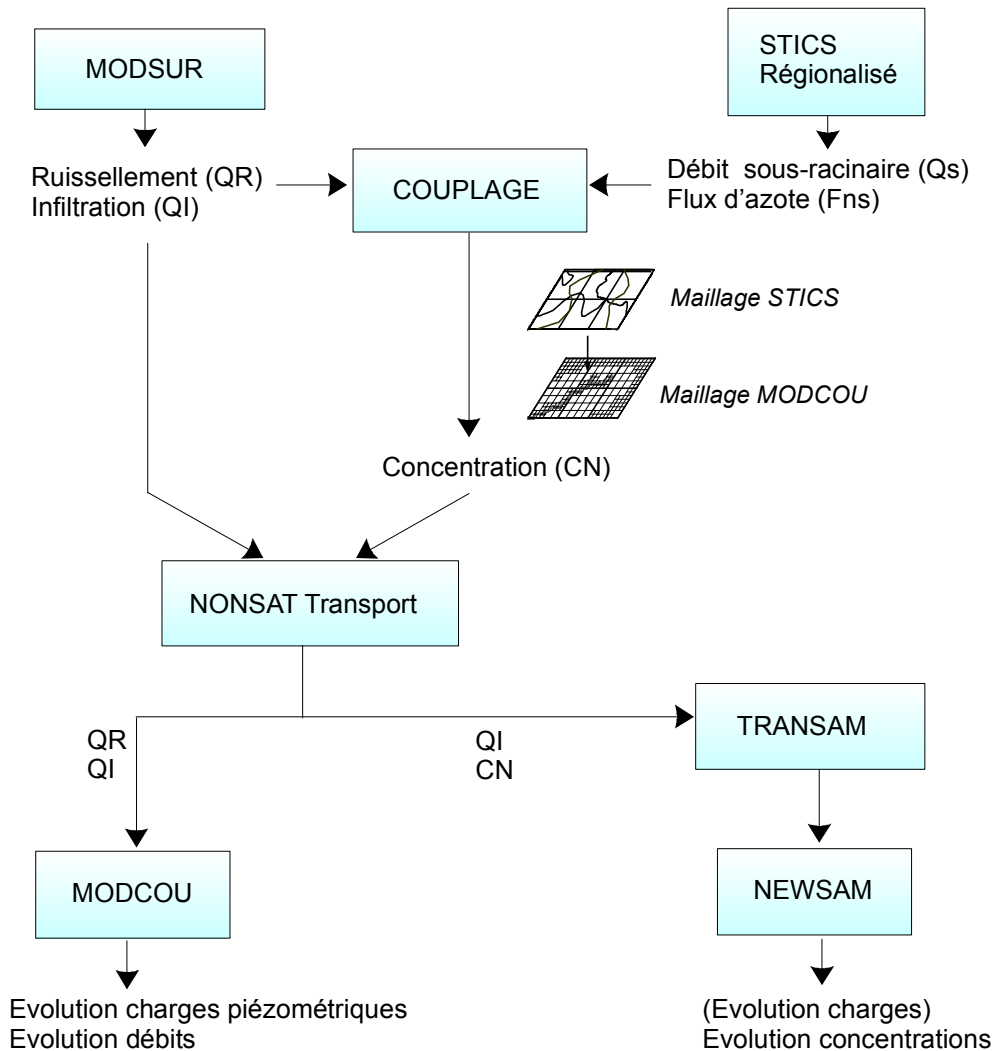 MODSUR
STICS
Régionalisé
Ruissellement (QR)
Infiltration (QI)
COUPLAGE
Débit sous-racinaire (Qs)
Flux d'azote (Fns)
Maillage STICS
Maillage MODCOU
Concentration (CN)
NONSAT Transport
QR
QI
QI
CN
TRANSAM
MODCOU
NEWSAM
Evolution charges piézométriques
Evolution débits
(Evolution charges)
Evolution concentrations